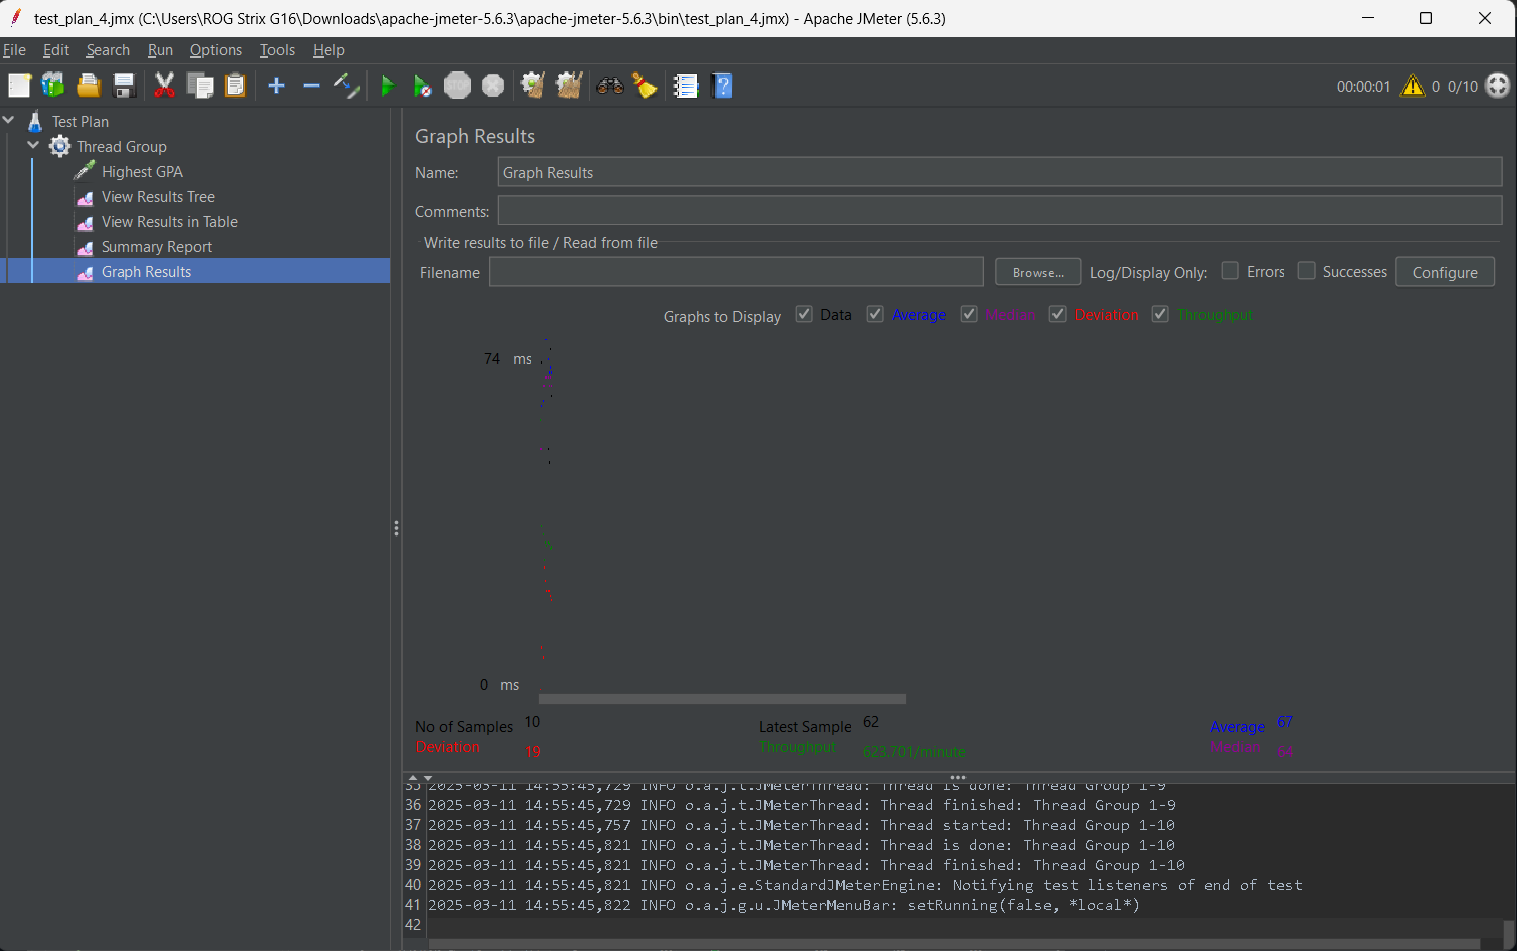 test_plan_4.jmx (C:\Users\ROG Strix G16\Downloads\apache-jmeter-5.6.3\apache-jmeter-5.6.3\bin\test_plan_4.jmx) - Apache JMeter (5.6.3)
File Edit Search Run Options Tools Help
STOP
00:00:01 0 0/10
Test Plan
Thread Group
Highest GPA
View Results Tree
View Results in Table
Summary Report
Graph Results
Graph Results
Name: Graph Results
Comments:
Write results to file / Read from file
Filename Browse... Log/Display Only: Errors Successes Configure
Graphs to Display Data Average Median Deviation Throughput
74 ms
0 ms
No of Samples 10 Latest Sample 62 Average 67
Deviation 19 Throughput 623.701/minute Median 64
35 2025-03-11 14:55:45,729 INFO o.a.j.t.JMeterThread: Thread is done: Thread Group 1-9
36 2025-03-11 14:55:45,729 INFO o.a.j.t.JMeterThread: Thread finished: Thread Group 1-9
37 2025-03-11 14:55:45,757 INFO o.a.j.t.JMeterThread: Thread started: Thread Group 1-10
38 2025-03-11 14:55:45,821 INFO o.a.j.t.JMeterThread: Thread is done: Thread Group 1-10
39 2025-03-11 14:55:45,821 INFO o.a.j.t.JMeterThread: Thread finished: Thread Group 1-10
40 2025-03-11 14:55:45,821 INFO o.a.j.e.StandardJMeterEngine: Notifying test listeners of end of test
41 2025-03-11 14:55:45,822 INFO o.a.j.g.u.JMeterMenuBar: setRunning(false, *local*)
42